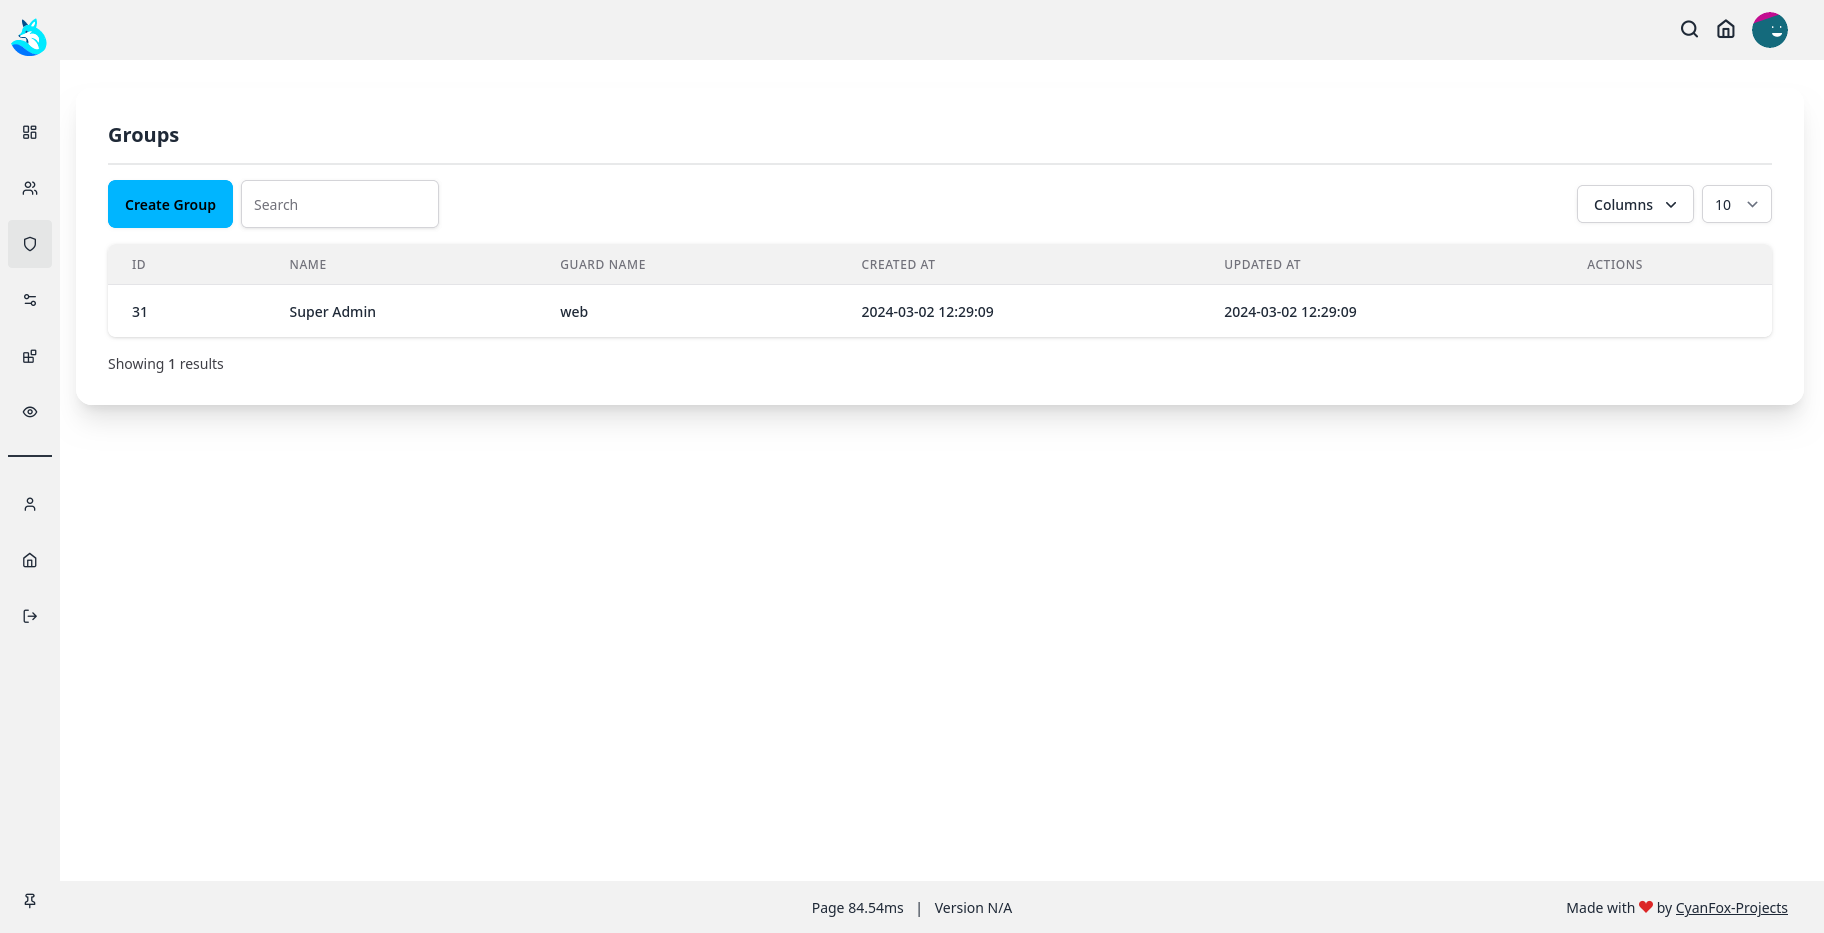 Groups
Create Group Search Columns 10
ID NAME GUARD NAME CREATED AT UPDATED AT ACTIONS
31 Super Admin web 2024-03-02 12:29:09 2024-03-02 12:29:09
Showing 1 results
Page 84.54ms | Version N/A Made with ❤ by CyanFox-Projects